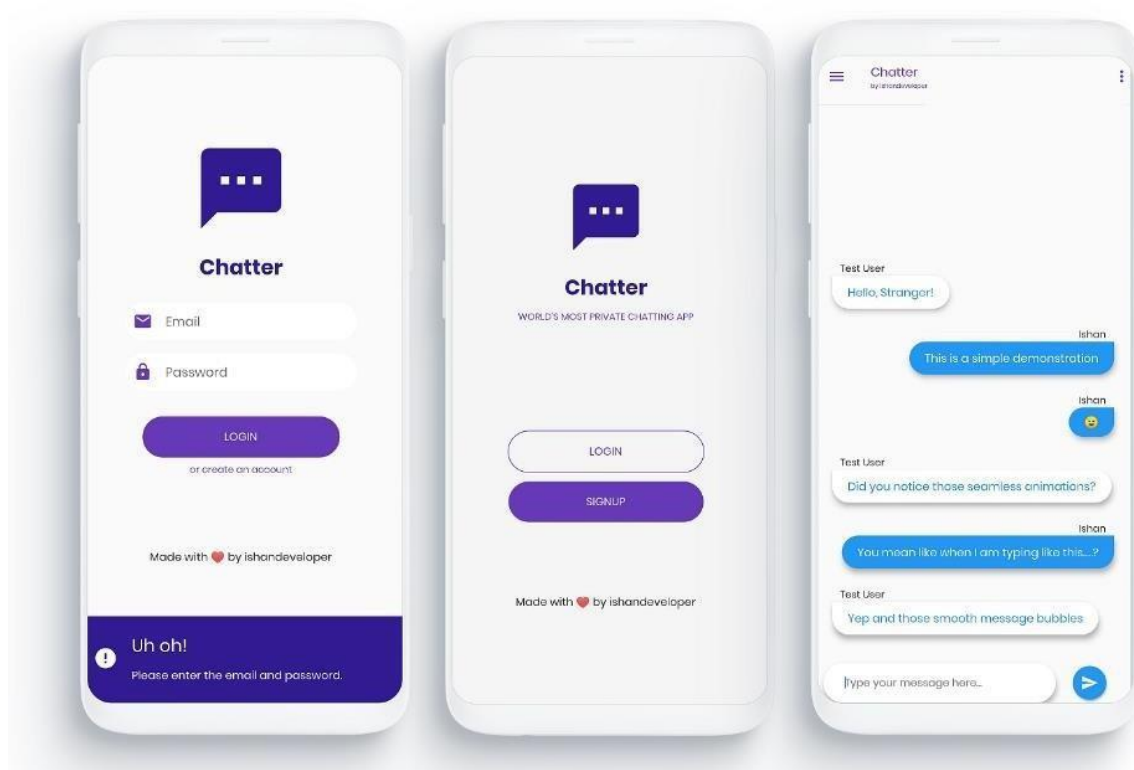 Chatter
Email
Password
LOGIN
or create an account
Made with ❤ by ishandeveloper
Uh oh!
Please enter the email and password.
Chatter
WORLD'S MOST PRIVATE CHATTING APP
LOGIN
SIGNUP
Made with ❤ by ishandeveloper
Chatter
by ishandeveloper
Test User
Hello, Stranger!
Ishan
This is a simple demonstration
Ishan
😉
Test User
Did you notice those seamless animations?
Ishan
You mean like when I am typing like this....?
Test User
Yep and those smooth message bubbles
Type your message here...